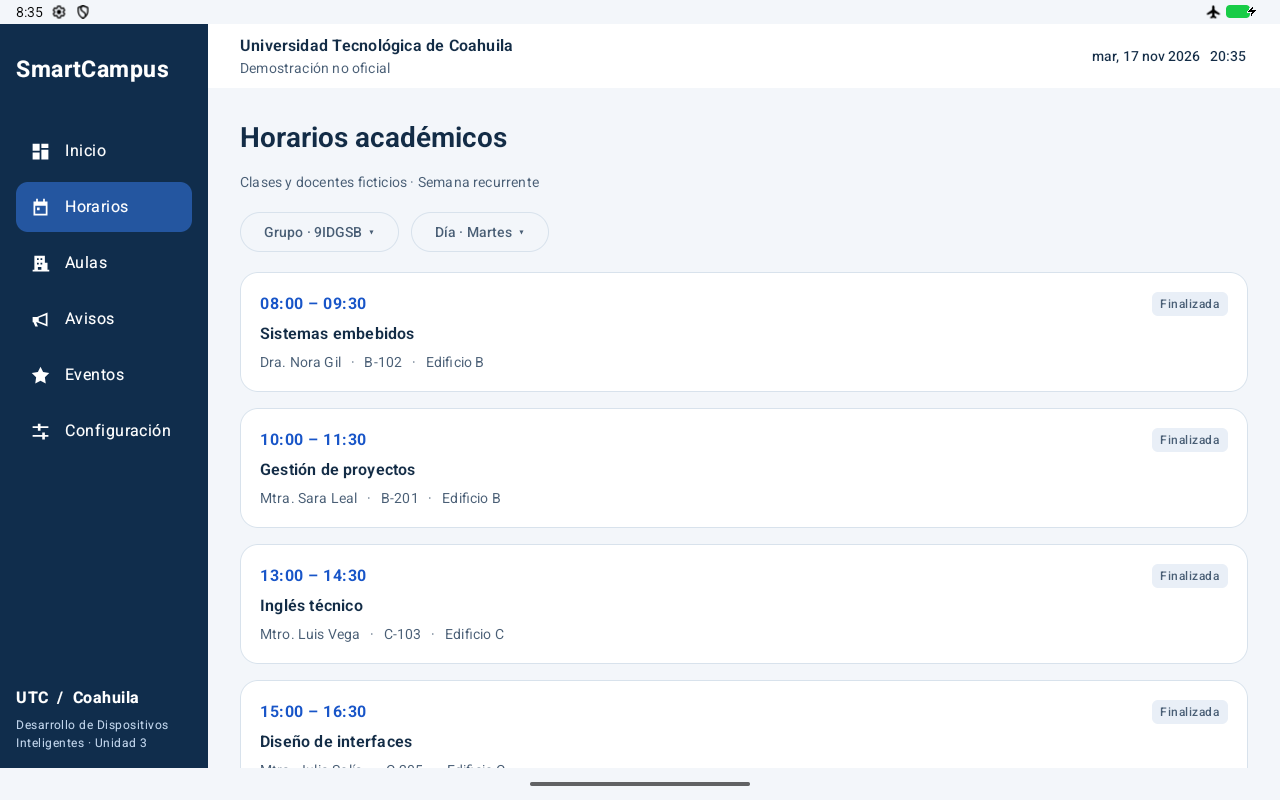 8:35
SmartCampus
Inicio
Horarios
Aulas
Avisos
Eventos
Configuración
UTC / Coahuila
Desarrollo de Dispositivos
Inteligentes · Unidad 3
Universidad Tecnológica de Coahuila
Demostración no oficial
mar, 17 nov 2026 20:35
Horarios académicos
Clases y docentes ficticios · Semana recurrente
Grupo · 9IDGSB ▾
Día · Martes ▾
08:00 – 09:30
Finalizada
Sistemas embebidos
Dra. Nora Gil · B-102 · Edificio B
10:00 – 11:30
Finalizada
Gestión de proyectos
Mtra. Sara Leal · B-201 · Edificio B
13:00 – 14:30
Finalizada
Inglés técnico
Mtro. Luis Vega · C-103 · Edificio C
15:00 – 16:30
Finalizada
Diseño de interfaces